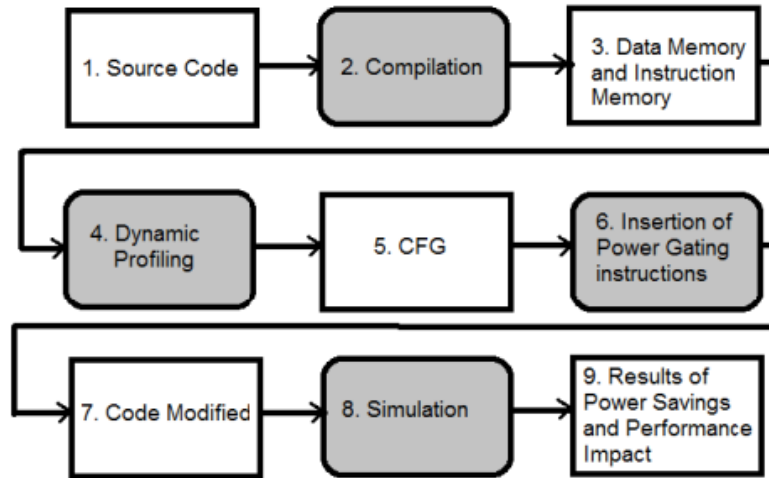 1. Source Code
2. Compilation
3. Data Memory
and Instruction
Memory
4. Dynamic
Profiling
5. CFG
6. Insertion of
Power Gating
instructions
7. Code Modified
8. Simulation
9. Results of
Power Savings
and Performance
Impact